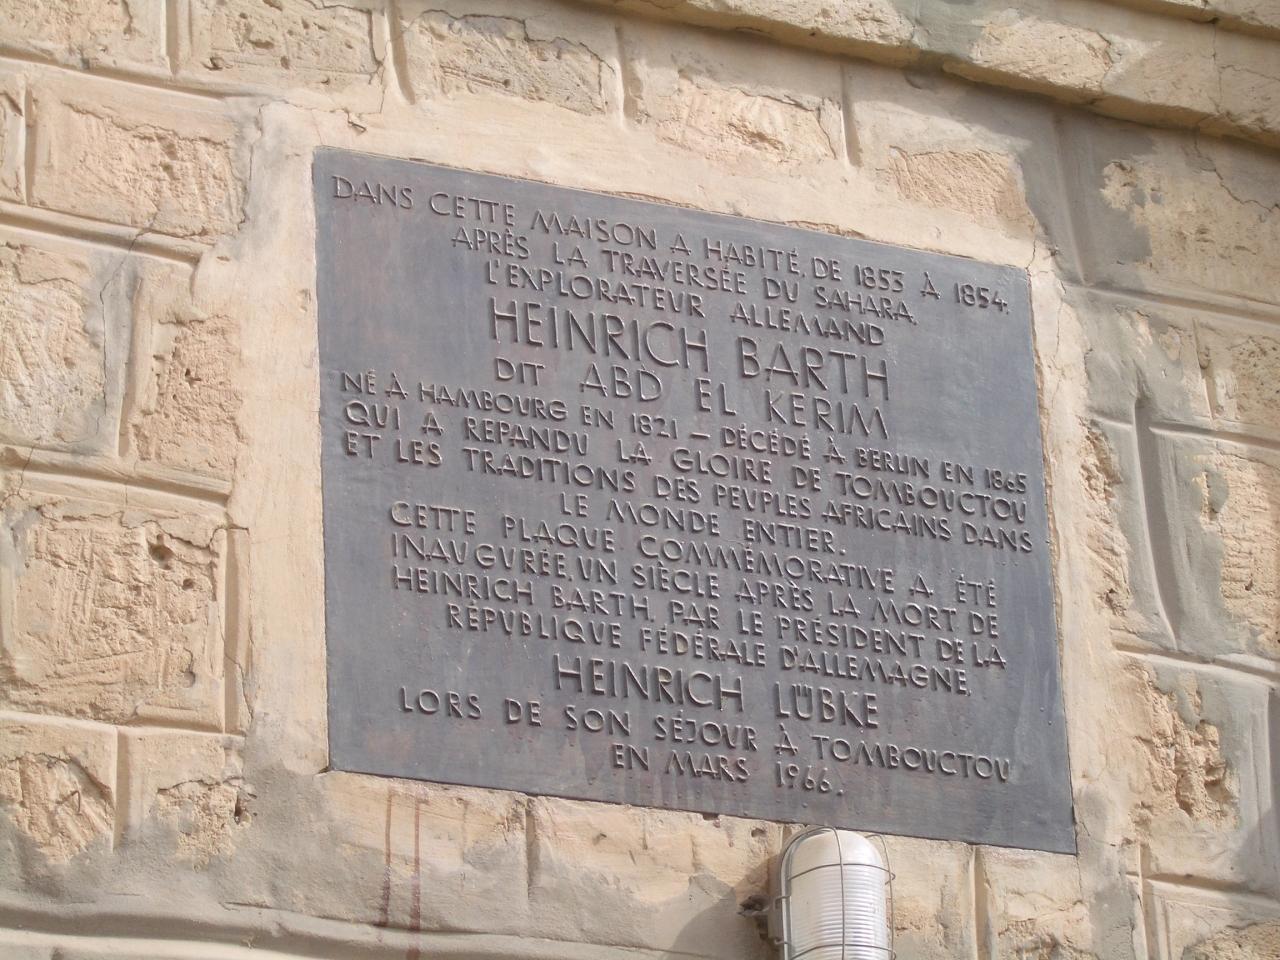 DANS CETTE MAISON A HABITÉ, DE 1853 À 1854,
APRÈS LA TRAVERSÉE DU SAHARA,
L'EXPLORATEUR ALLEMAND
HEINRICH BARTH
DIT ABD EL KERIM
NÉ À HAMBOURG EN 1821 – DÉCÉDÉ À BERLIN EN 1865
QUI A REPANDU LA GLOIRE DE TOMBOUCTOU
ET LES TRADITIONS DES PEUPLES AFRICAINS DANS
LE MONDE ENTIER.
CETTE PLAQUE COMMÉMORATIVE A ÉTÉ
INAUGURÉE, UN SIÈCLE APRÈS LA MORT DE
HEINRICH BARTH, PAR LE PRÉSIDENT DE LA
RÉPUBLIQUE FÉDÉRALE D'ALLEMAGNE,
HEINRICH LÜBKE
LORS DE SON SÉJOUR À TOMBOUCTOU
EN MARS 1966.